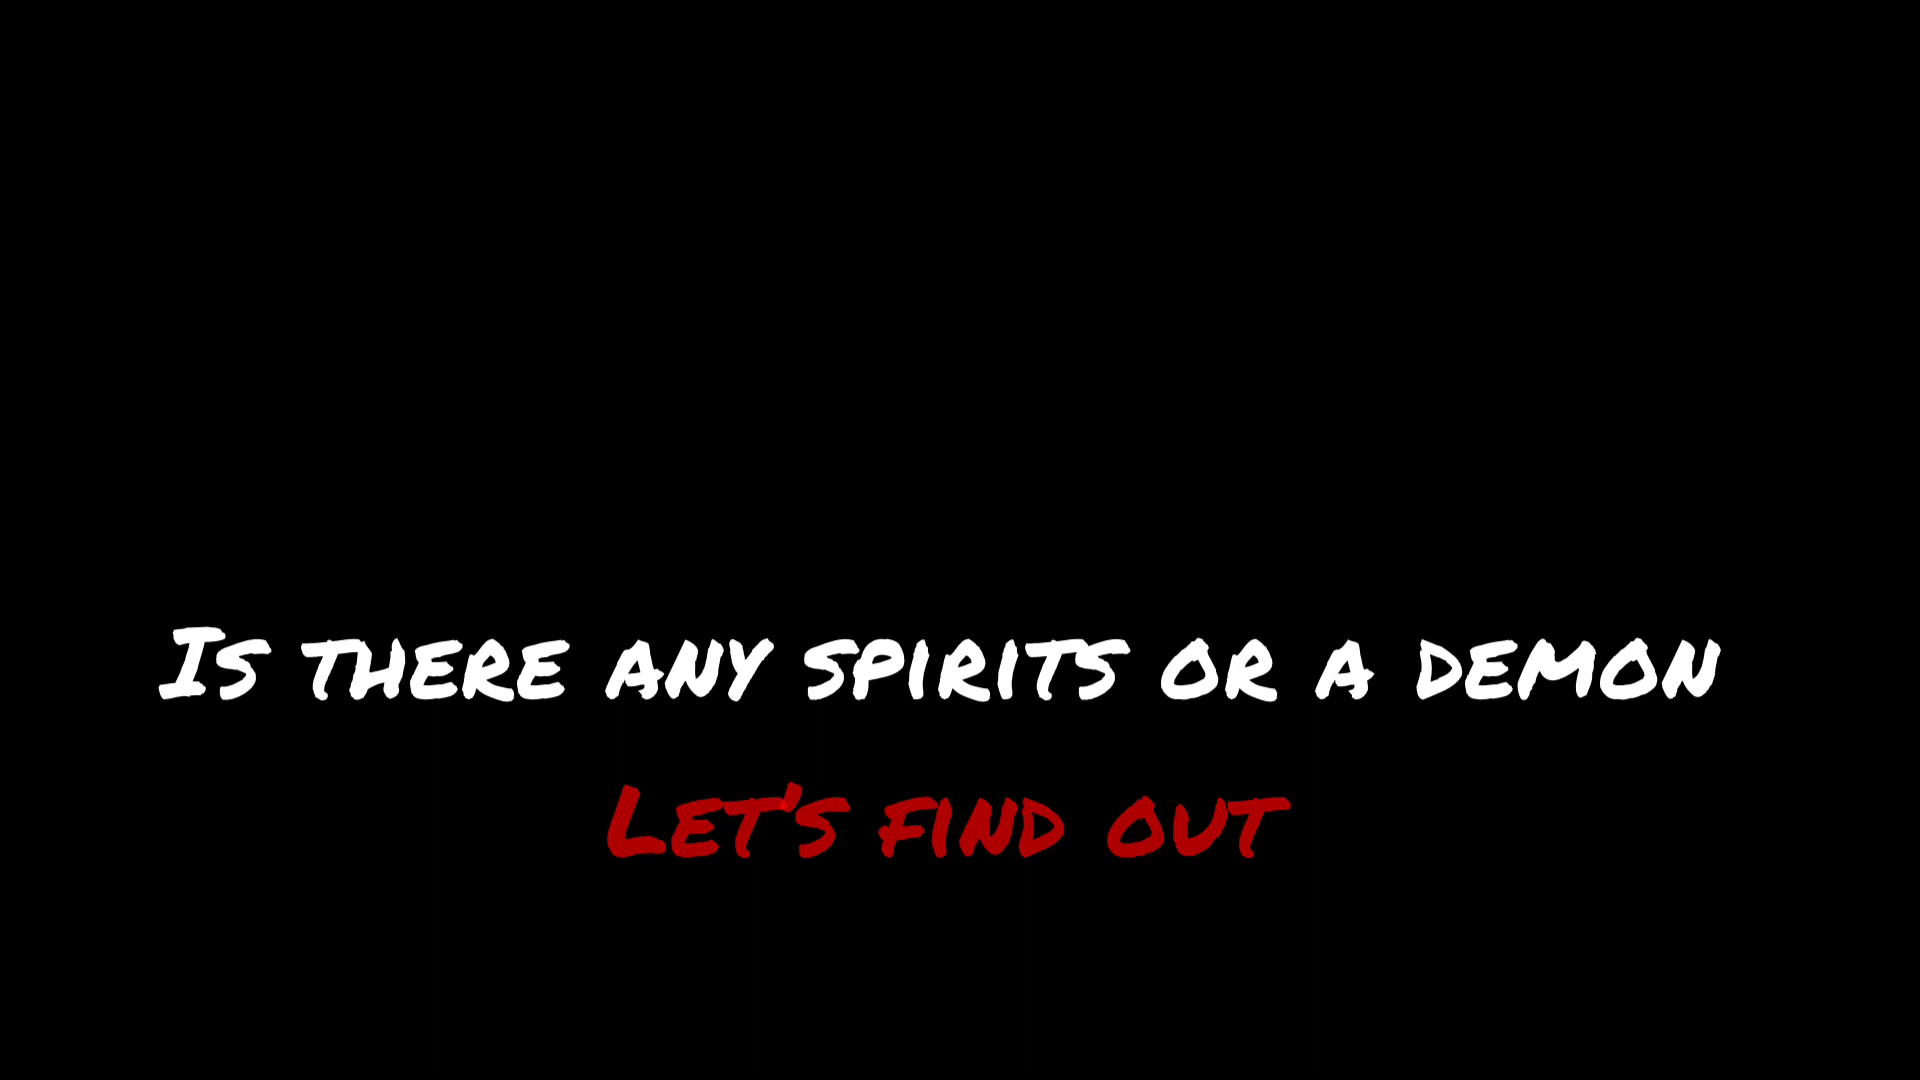 Is there any spirits or a demon
Let's find out